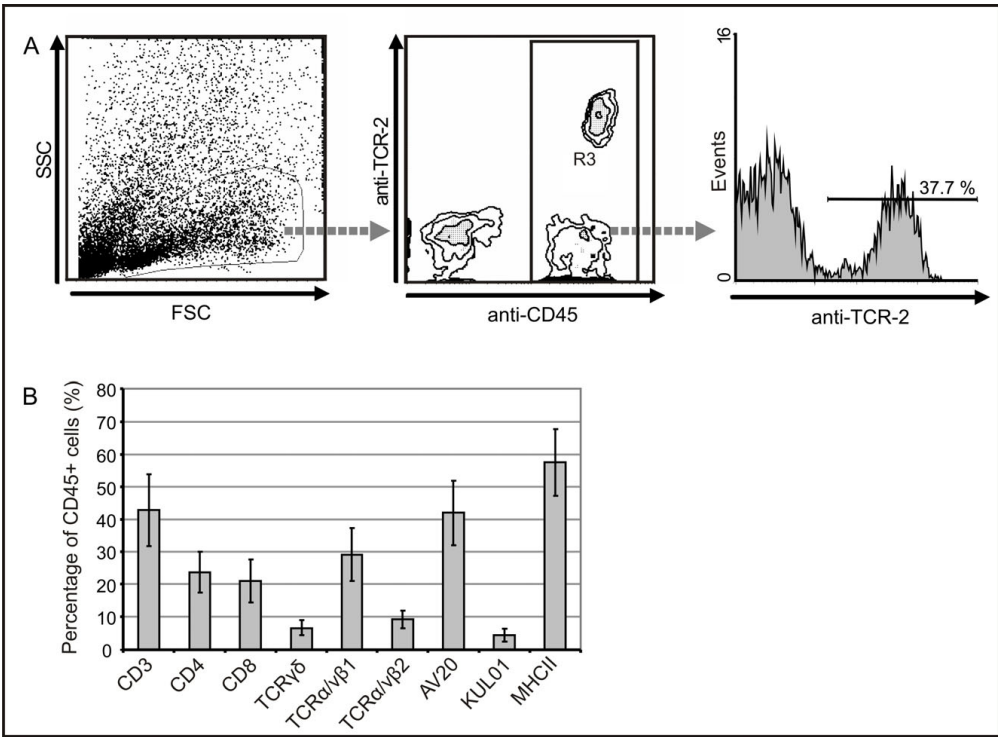 A
SSC
FSC
anti-TCR-2
R3
anti-CD45
16
Events
0
37.7 %
anti-TCR-2
B
Percentage of CD45+ cells (%)
80
70
60
50
40
30
20
10
0
CD3
CD4
CD8
TCRγδ
TCRα/vβ1
TCRα/vβ2
AV20
KUL01
MHCII